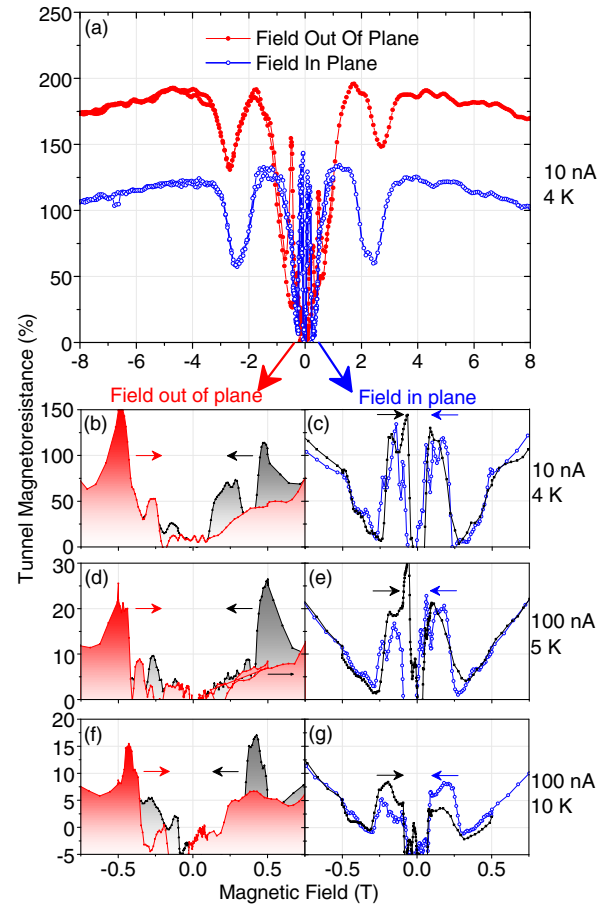 (a)
Field Out Of Plane
Field In Plane
250
200
150
100
50
0
-8 -6 -4 -2 0 2 4 6 8
10 nA
4 K
Tunnel Magnetoresistance (%)
Field out of plane
Field in plane
(b)
150
100
50
0
(c)
10 nA
4 K
(d)
30
20
10
0
(e)
100 nA
5 K
(f)
20
15
10
5
0
-5
(g)
100 nA
10 K
-0.5 0.0 0.5
-0.5 0.0 0.5
Magnetic Field (T)